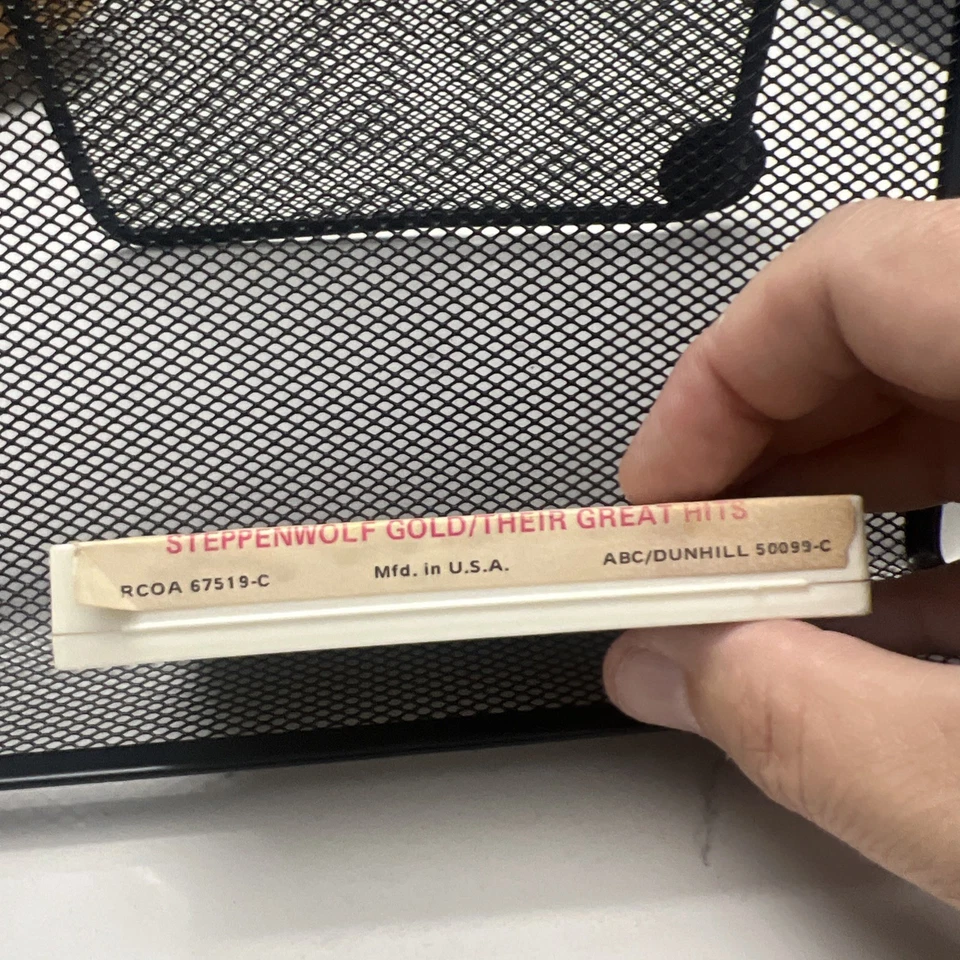 STEPPENWOLF GOLD/THEIR GREAT HITS
RCOA 67519-C Mfd. in U.S.A. ABC/DUNHILL 50099-C